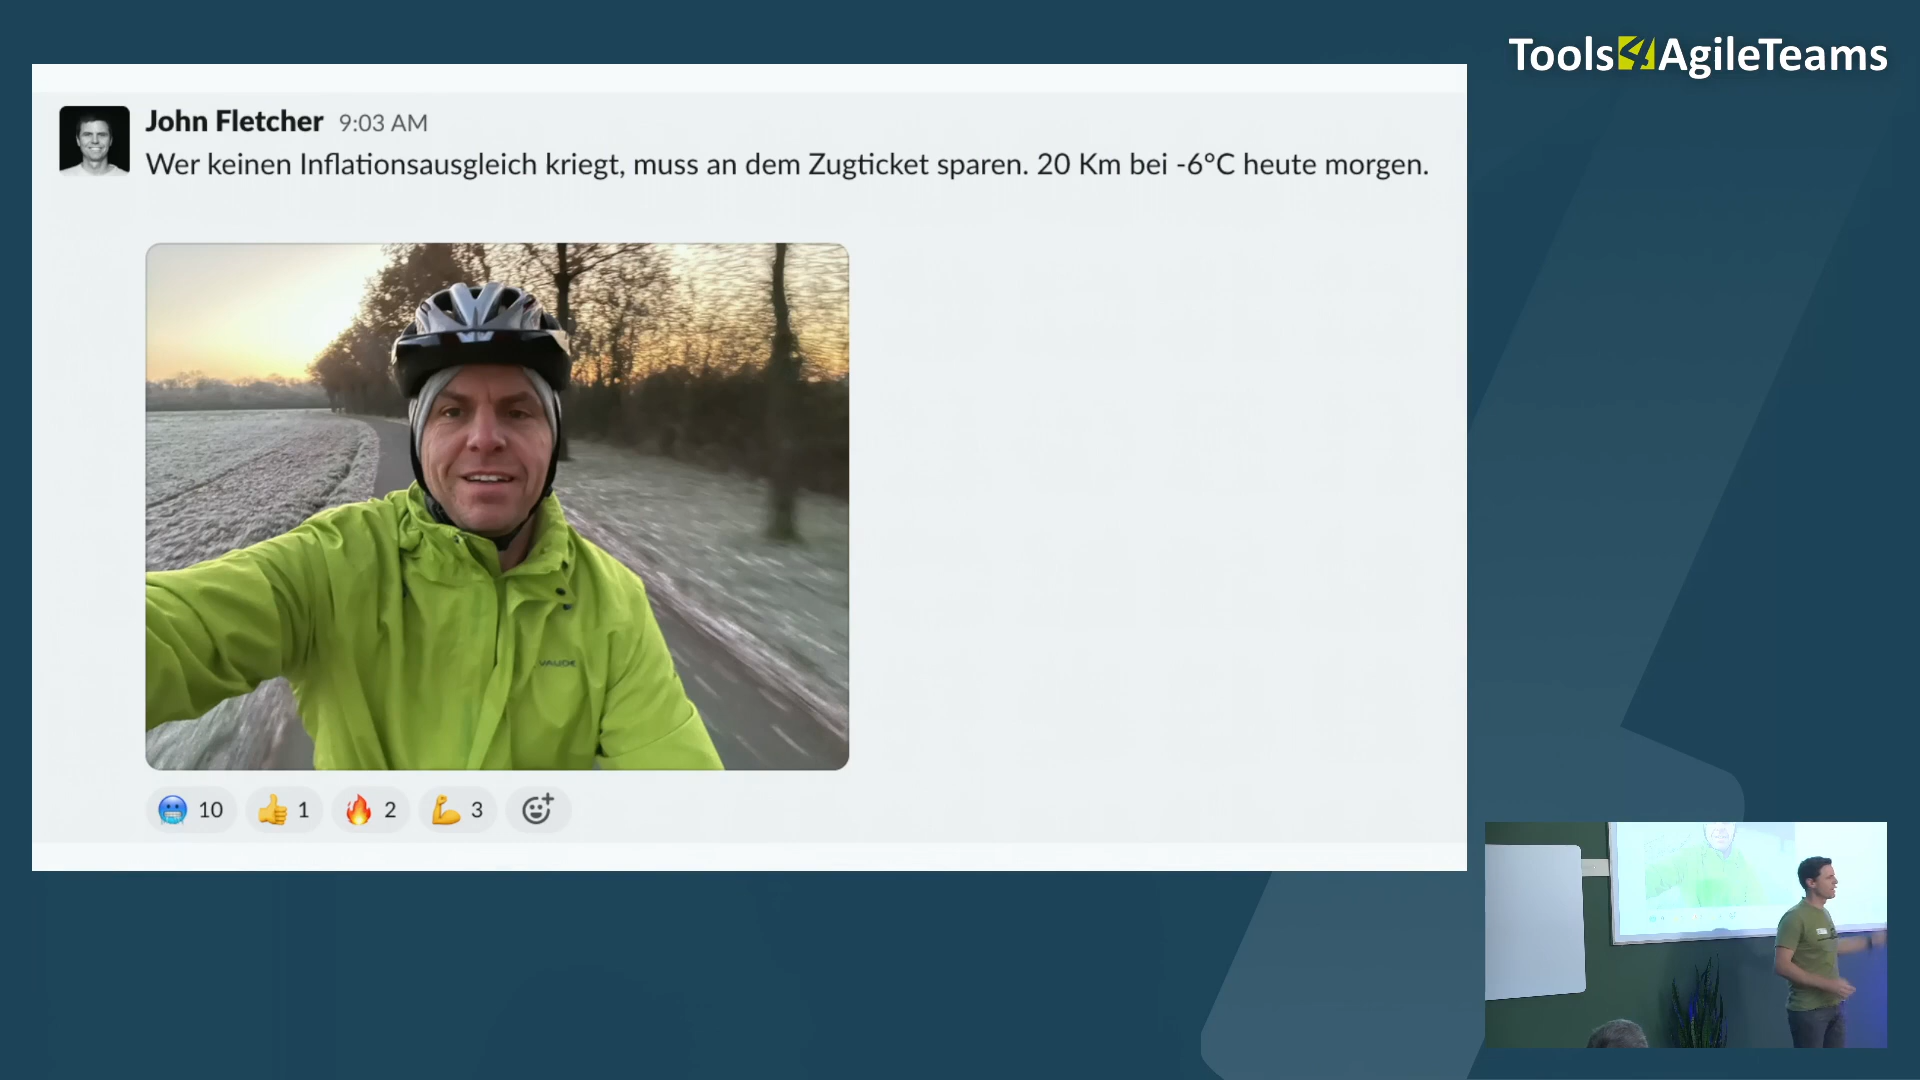 Tools4AgileTeams
John Fletcher 9:03 AM
Wer keinen Inflationsausgleich kriegt, muss an dem Zugticket sparen. 20 Km bei -6°C heute morgen.
VAUDE
10 1 2 3